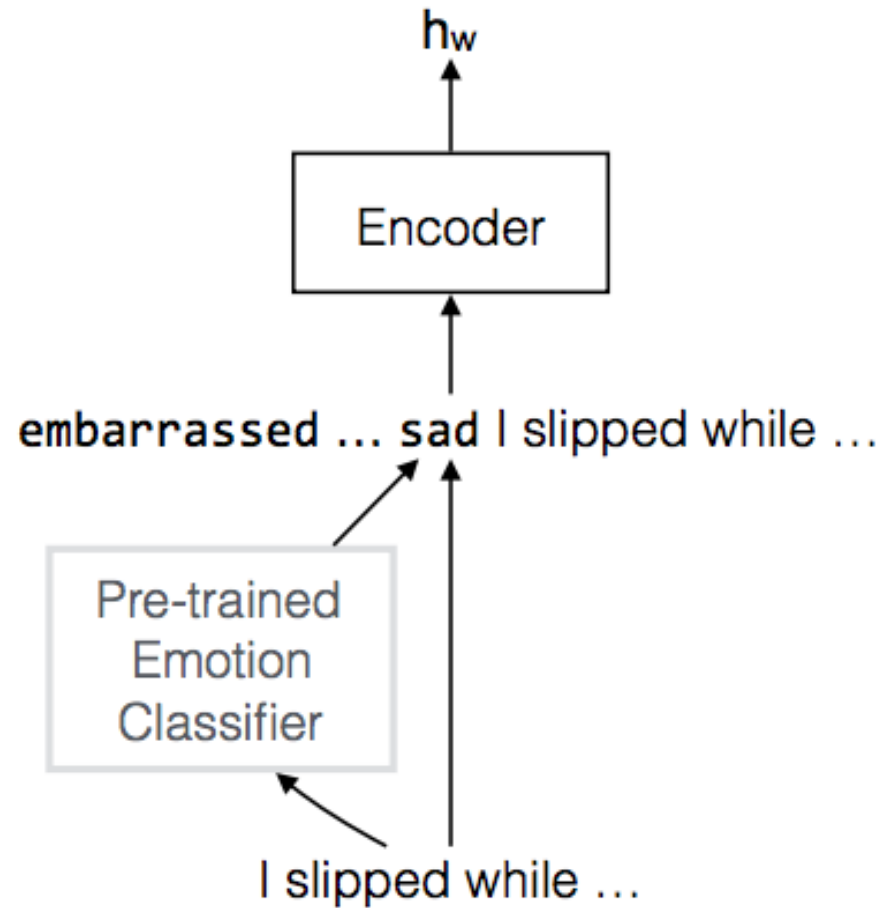 hw
Encoder
embarrassed … sad I slipped while …
Pre-trained
Emotion
Classifier
I slipped while …